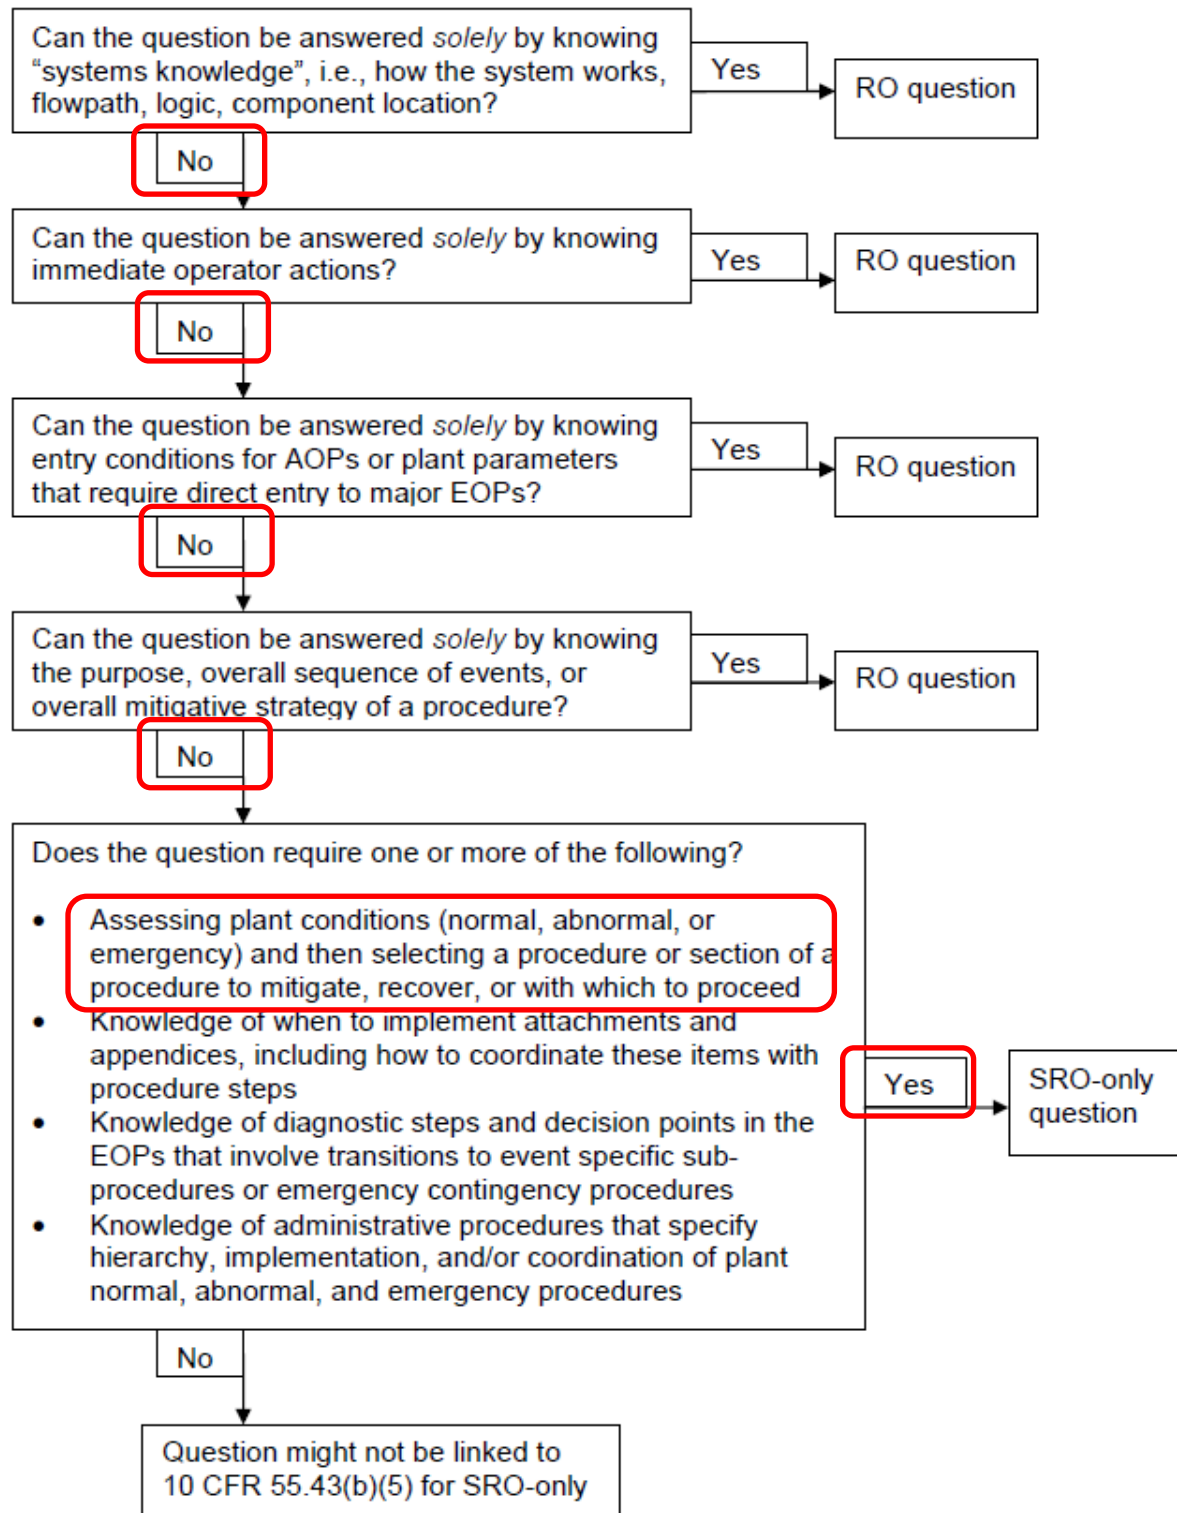 Can the question be answered solely by knowing
“systems knowledge”, i.e., how the system works,
flowpath, logic, component location?
Yes
RO question
No
Can the question be answered solely by knowing
immediate operator actions?
Yes
RO question
No
Can the question be answered solely by knowing
entry conditions for AOPs or plant parameters
that require direct entry to major EOPs?
Yes
RO question
No
Can the question be answered solely by knowing
the purpose, overall sequence of events, or
overall mitigative strategy of a procedure?
Yes
RO question
No
Does the question require one or more of the following?
• Assessing plant conditions (normal, abnormal, or
emergency) and then selecting a procedure or section of a
procedure to mitigate, recover, or with which to proceed
• Knowledge of when to implement attachments and
appendices, including how to coordinate these items with
procedure steps
• Knowledge of diagnostic steps and decision points in the
EOPs that involve transitions to event specific sub-
procedures or emergency contingency procedures
• Knowledge of administrative procedures that specify
hierarchy, implementation, and/or coordination of plant
normal, abnormal, and emergency procedures
Yes
SRO-only
question
No
Question might not be linked to
10 CFR 55.43(b)(5) for SRO-only